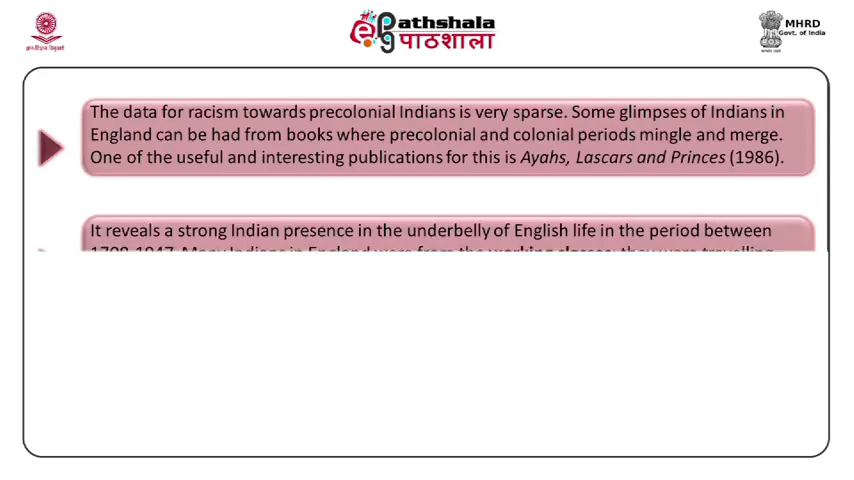 Pathshala
पाठशाला
MHRD
Govt. of India
The data for racism towards precolonial Indians is very sparse. Some glimpses of Indians in
England can be had from books where precolonial and colonial periods mingle and merge.
One of the useful and interesting publications for this is Ayahs, Lascars and Princes (1986).
It reveals a strong Indian presence in the underbelly of English life in the period between